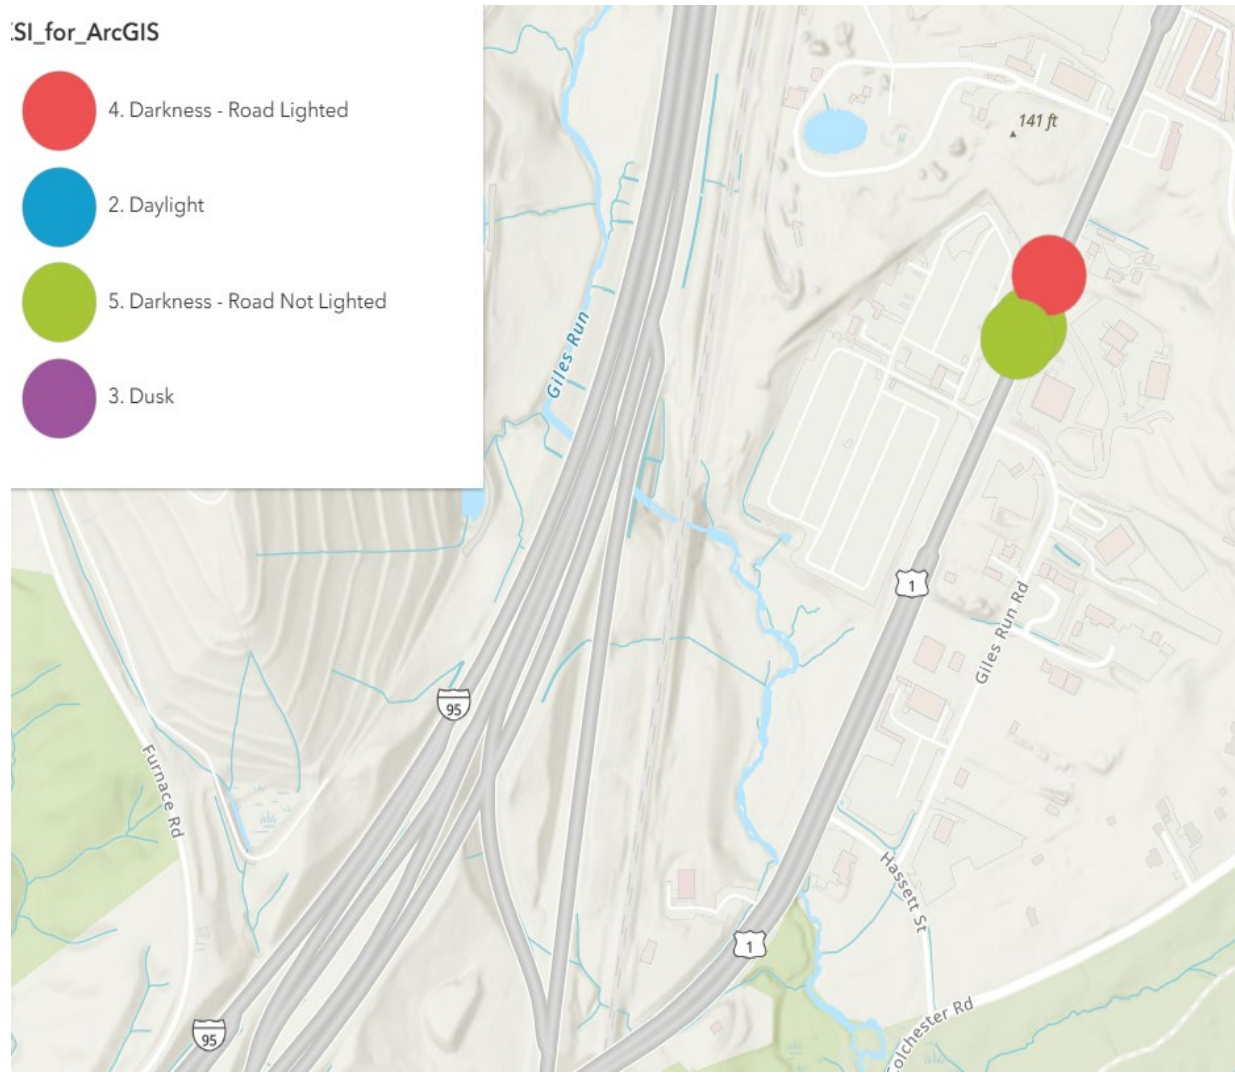 SI_for_ArcGIS
4. Darkness - Road Lighted
2. Daylight
5. Darkness - Road Not Lighted
3. Dusk
141 ft
Giles Run
1
Giles Run Rd
95
Furnace Rd
Hassett St
1
Colchester Rd
95